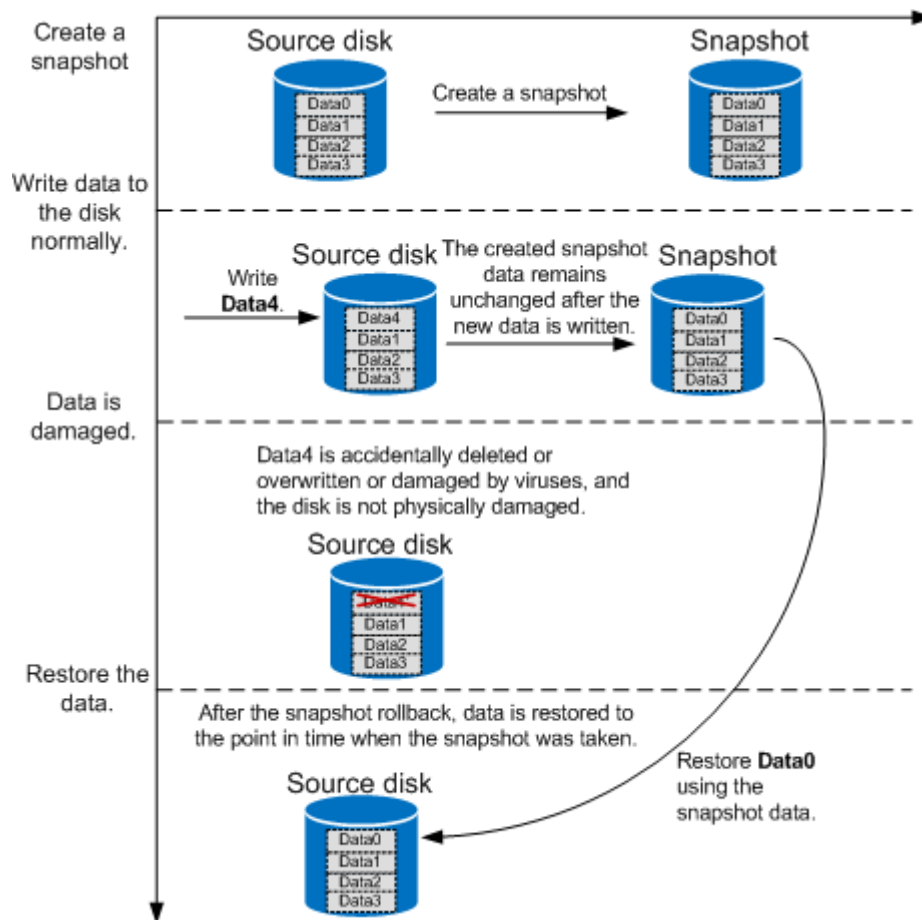 Create a
snapshot
Source disk
Data0
Data1
Data2
Data3
Create a snapshot
Snapshot
Data0
Data1
Data2
Data3
Write data to
the disk
normally.
Write
Data4.
Source disk
Data4
Data1
Data2
Data3
The created snapshot
data remains
unchanged after the
new data is written.
Snapshot
Data0
Data1
Data2
Data3
Data is
damaged.
Data4 is accidentally deleted or
overwritten or damaged by viruses, and
the disk is not physically damaged.
Source disk
Data1
Data2
Data3
Restore the
data.
After the snapshot rollback, data is restored to
the point in time when the snapshot was taken.
Source disk
Data0
Data1
Data2
Data3
Restore Data0
using the
snapshot data.